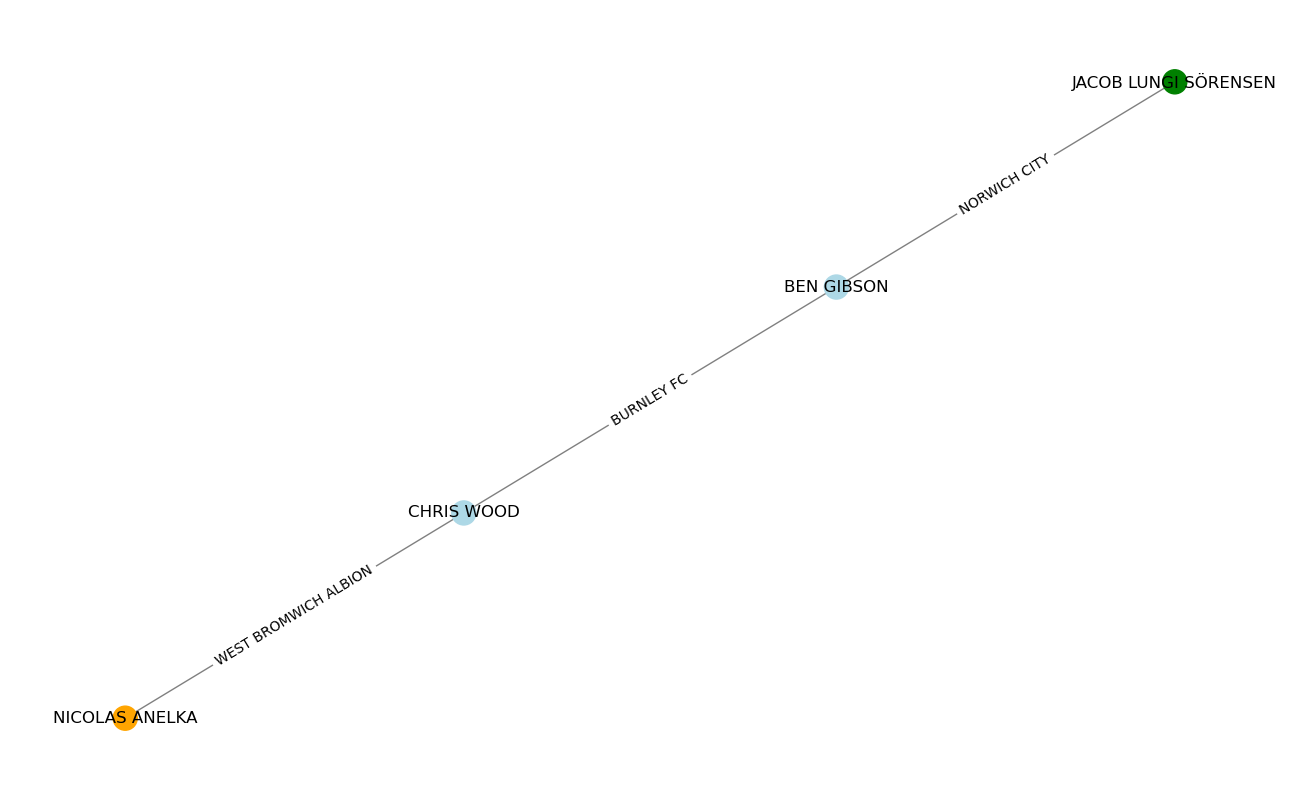 JACOB LUNGI SÖRENSEN
NORWICH CITY
BEN GIBSON
BURNLEY FC
CHRIS WOOD
WEST BROMWICH ALBION
NICOLAS ANELKA